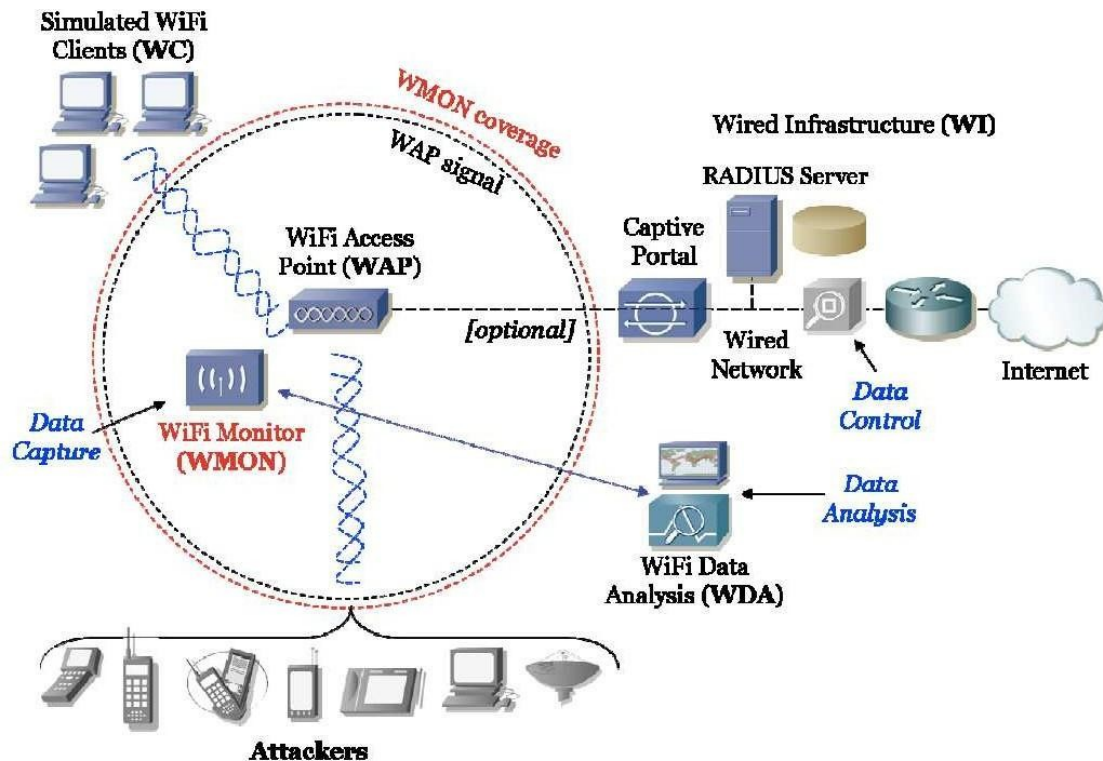 Simulated WiFi
Clients (WC)
WMON coverage
WAP signal
WiFi Access
Point (WAP)
[optional]
Data
Capture
WiFi Monitor
(WMON)
Wired Infrastructure (WI)
RADIUS Server
Captive
Portal
Wired
Network
Internet
Data
Control
Data
Analysis
WiFi Data
Analysis (WDA)
Attackers